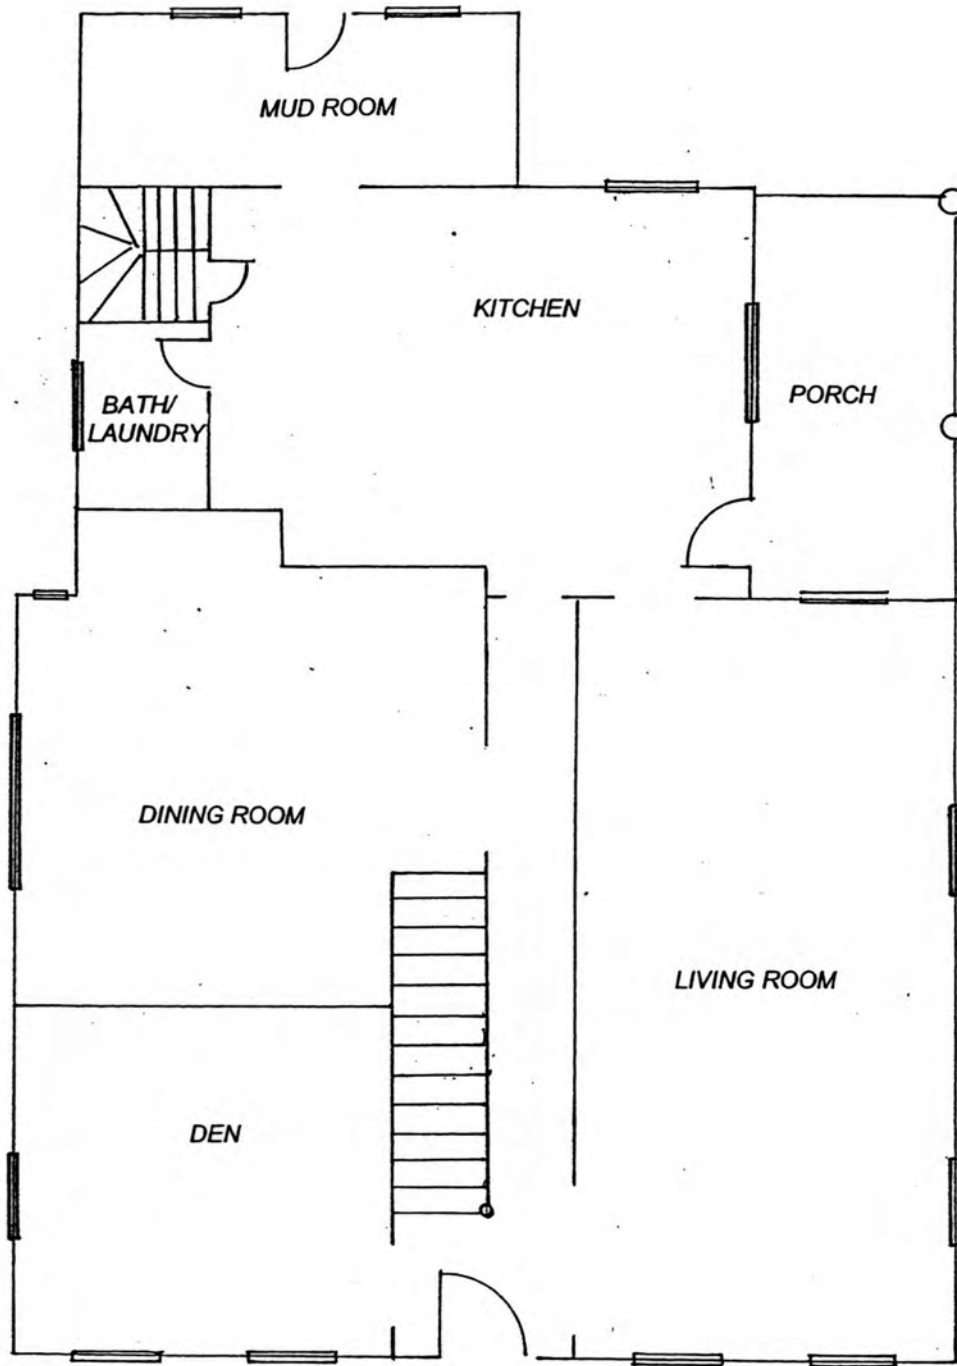 MUD ROOM
KITCHEN
PORCH
BATH/
LAUNDRY
DINING ROOM
LIVING ROOM
DEN